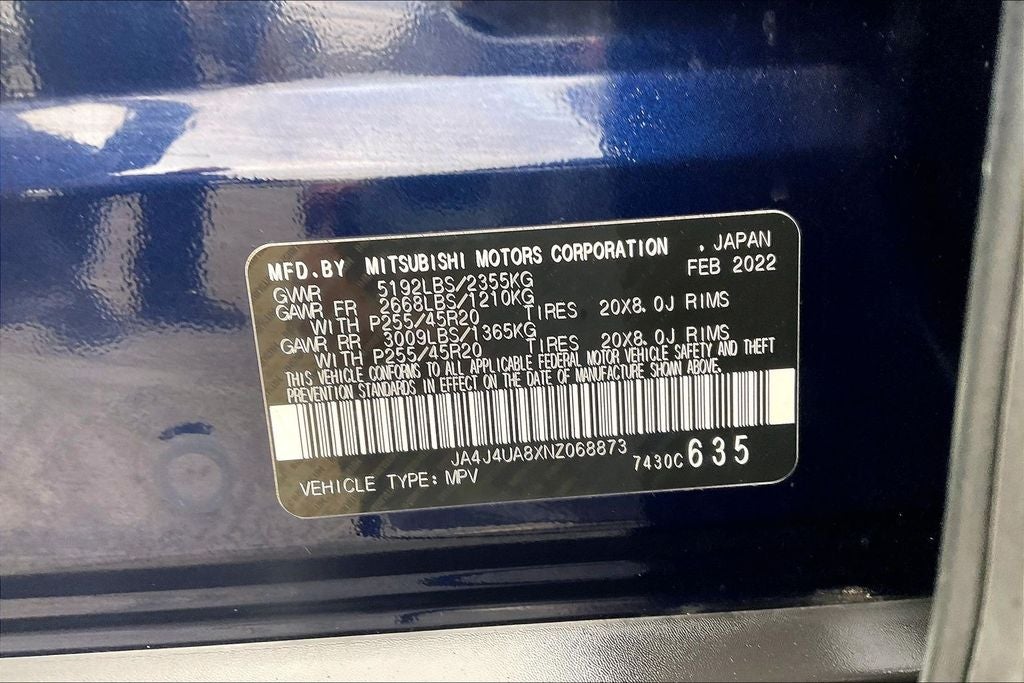 MFD.BY MITSUBISHI MOTORS CORPORATION . JAPAN
FEB 2022
GVWR 5192LBS/2355KG
GAWR FR 2668LBS/1210KG
WITH P255/45R20 TIRES 20X8.0J RIMS
GAWR RR 3009LBS/1365KG
WITH P255/45R20 TIRES 20X8.0J RIMS
THIS VEHICLE CONFORMS TO ALL APPLICABLE FEDERAL MOTOR VEHICLE SAFETY AND THEFT
PREVENTION STANDARDS IN EFFECT ON THE DATE OF MANUFACTURE SHOWN ABOVE.
JA4J4UA8XNZ068873
7430C 635
VEHICLE TYPE: MPV